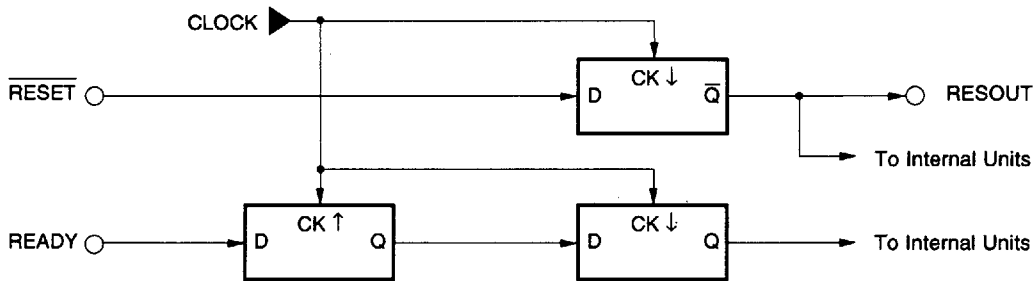 CLOCK
CK ↓
RESET
D
Q
RESOUT
To Internal Units
CK ↑
CK ↓
READY
D
Q
D
Q
To Internal Units